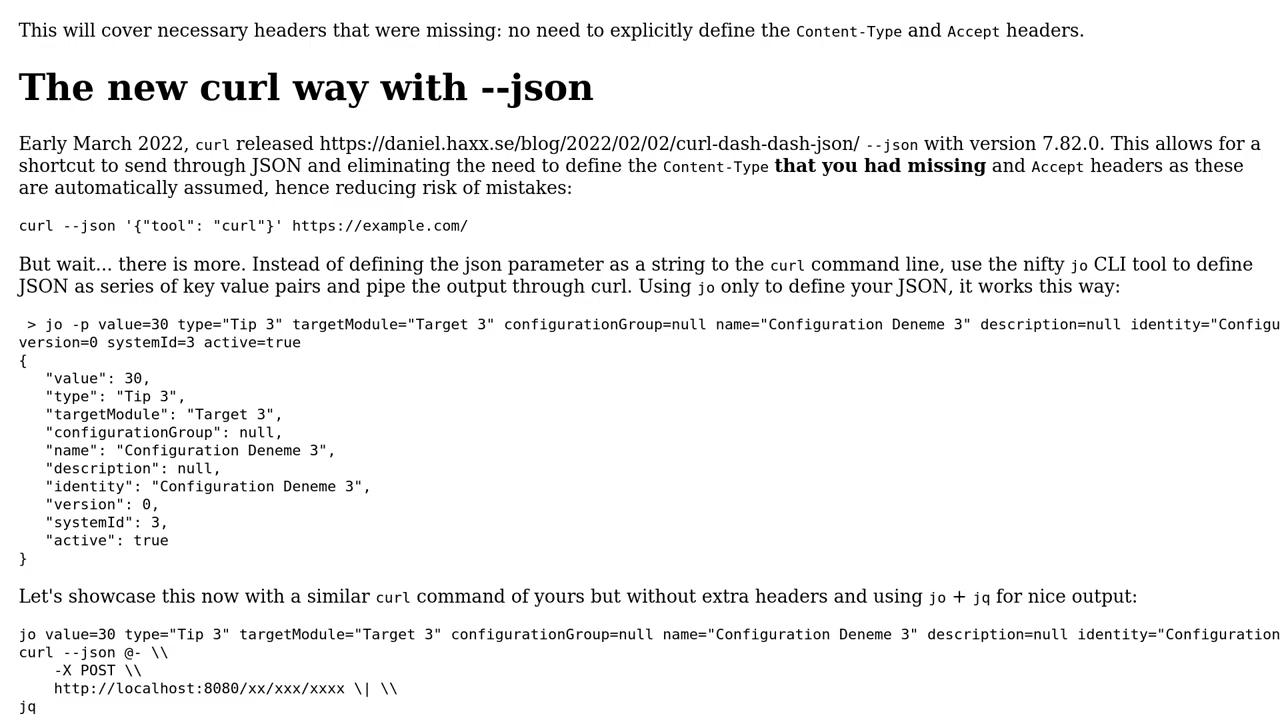 This will cover necessary headers that were missing: no need to explicitly define the Content-Type and Accept headers.
The new curl way with --json
Early March 2022, curl released https://daniel.haxx.se/blog/2022/02/02/curl-dash-dash-json/ --json with version 7.82.0. This allows for a
shortcut to send through JSON and eliminating the need to define the Content-Type that you had missing and Accept headers as these
are automatically assumed, hence reducing risk of mistakes:
curl --json '{"tool": "curl"}' https://example.com/
But wait... there is more. Instead of defining the json parameter as a string to the curl command line, use the nifty jo CLI tool to define
JSON as series of key value pairs and pipe the output through curl. Using jo only to define your JSON, it works this way:
 > jo -p value=30 type="Tip 3" targetModule="Target 3" configurationGroup=null name="Configuration Deneme 3" description=null identity="Configu
version=0 systemId=3 active=true
{
   "value": 30,
   "type": "Tip 3",
   "targetModule": "Target 3",
   "configurationGroup": null,
   "name": "Configuration Deneme 3",
   "description": null,
   "identity": "Configuration Deneme 3",
   "version": 0,
   "systemId": 3,
   "active": true
}
Let's showcase this now with a similar curl command of yours but without extra headers and using jo + jq for nice output:
jo value=30 type="Tip 3" targetModule="Target 3" configurationGroup=null name="Configuration Deneme 3" description=null identity="Configuration
curl --json @- \\
    -X POST \\
    http://localhost:8080/xx/xxx/xxxx \| \\
jq